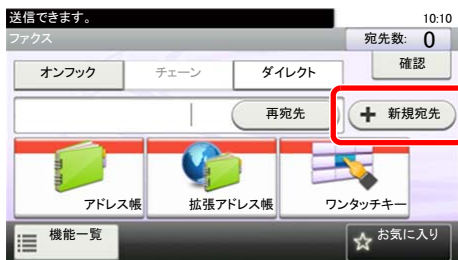 送信できます。 10:10
ファクス 宛先数: 0
オンフック チェーン ダイレクト 確認
再宛先 新規宛先
アドレス帳 拡張アドレス帳 ワンタッチキー
機能一覧 お気に入り